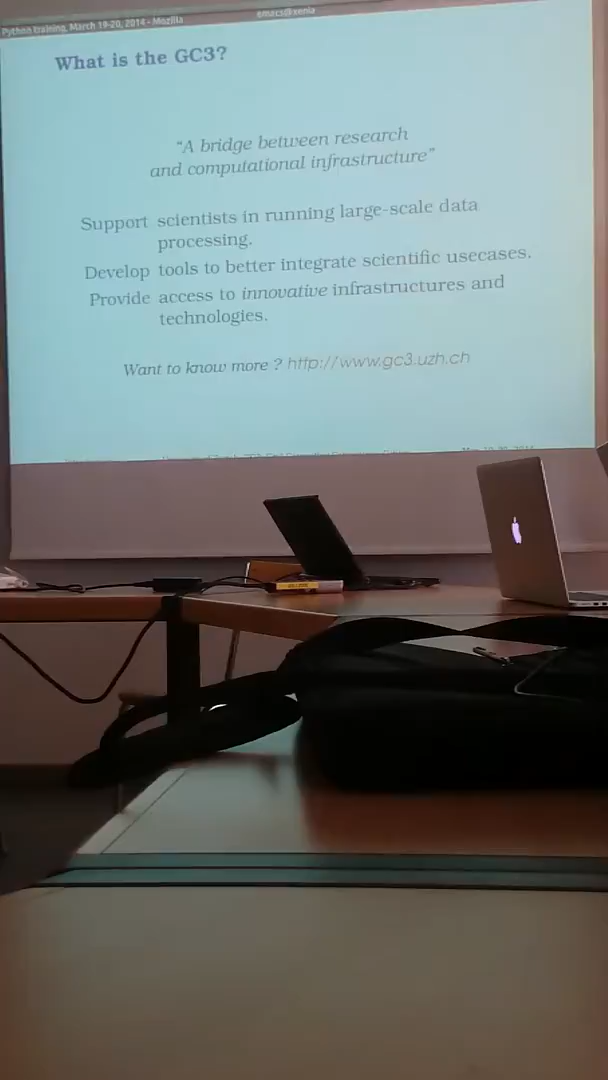 Python training, March 19-20, 2014 - Mozilla
emacs@xenia
What is the GC3?
“A bridge between research
and computational infrastructure”
Support scientists in running large-scale data
processing.
Develop tools to better integrate scientific usecases.
Provide access to innovative infrastructures and
technologies.
Want to know more ? http://www.gc3.uzh.ch